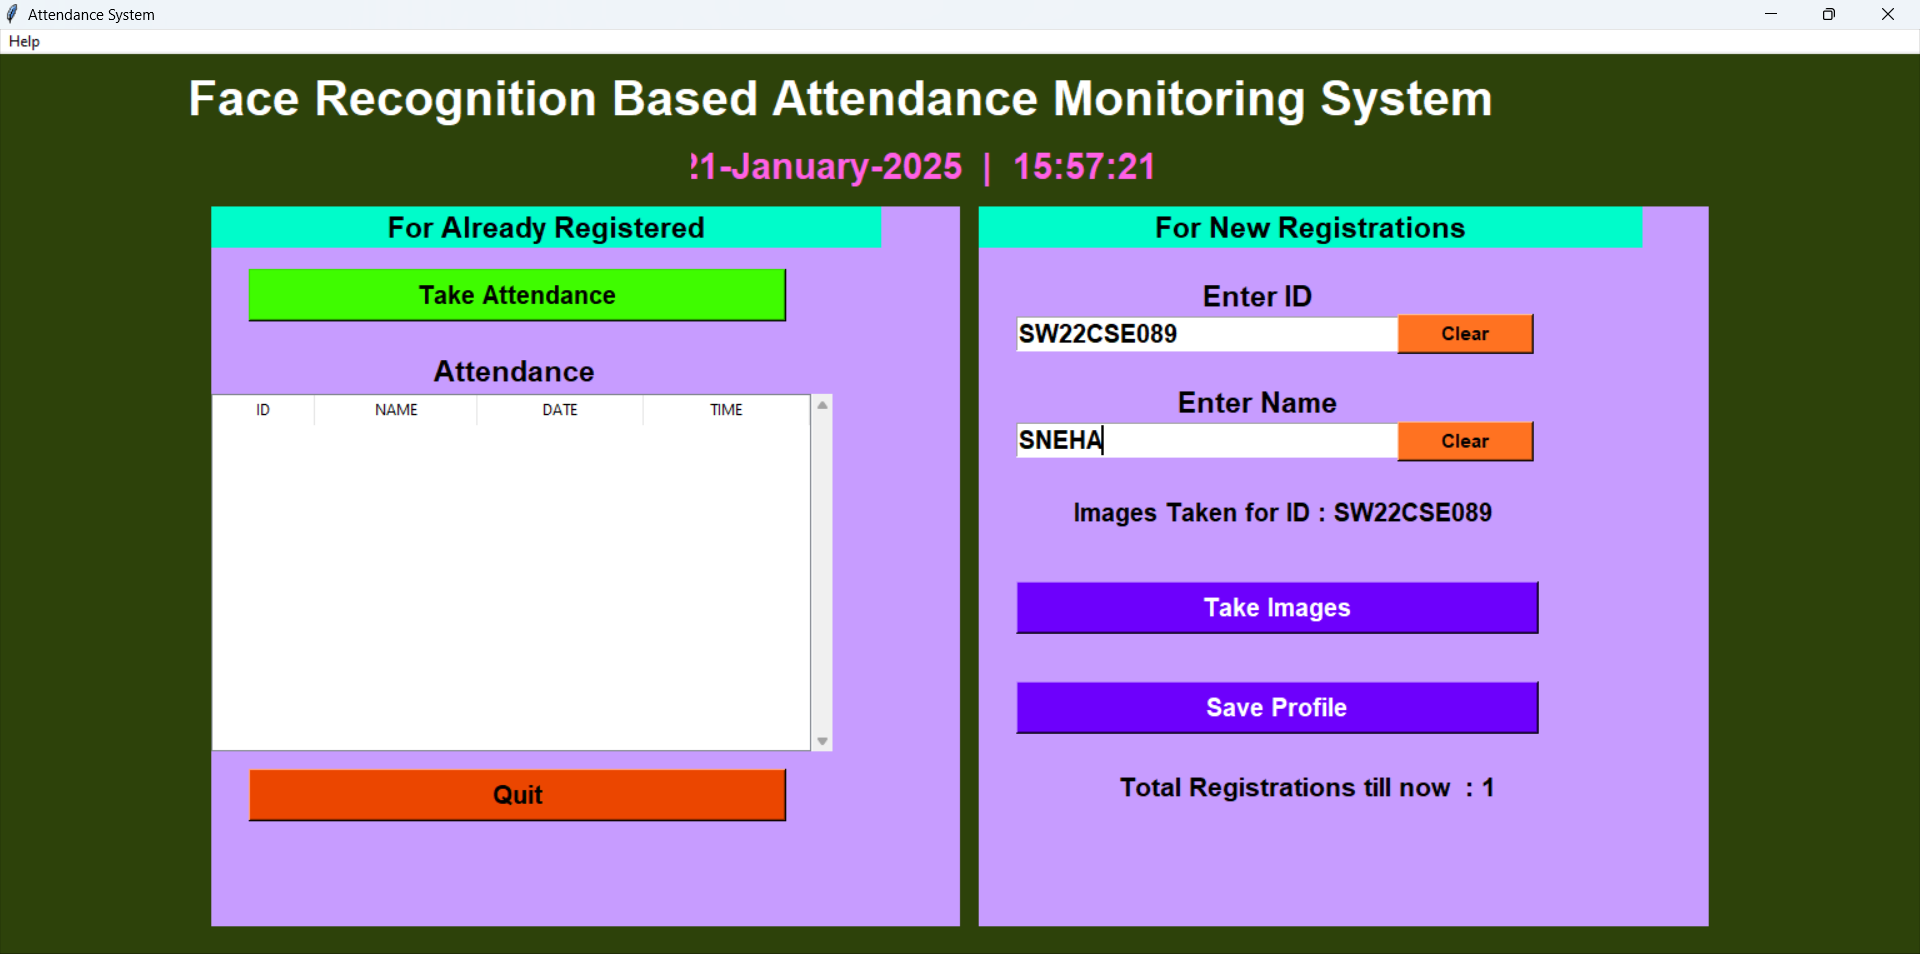 Attendance System
Help
Face Recognition Based Attendance Monitoring System
21-January-2025 | 15:57:21
For Already Registered
Take Attendance
Attendance
ID NAME DATE TIME
Quit
For New Registrations
Enter ID
SW22CSE089 Clear
Enter Name
SNEHA Clear
Images Taken for ID : SW22CSE089
Take Images
Save Profile
Total Registrations till now : 1